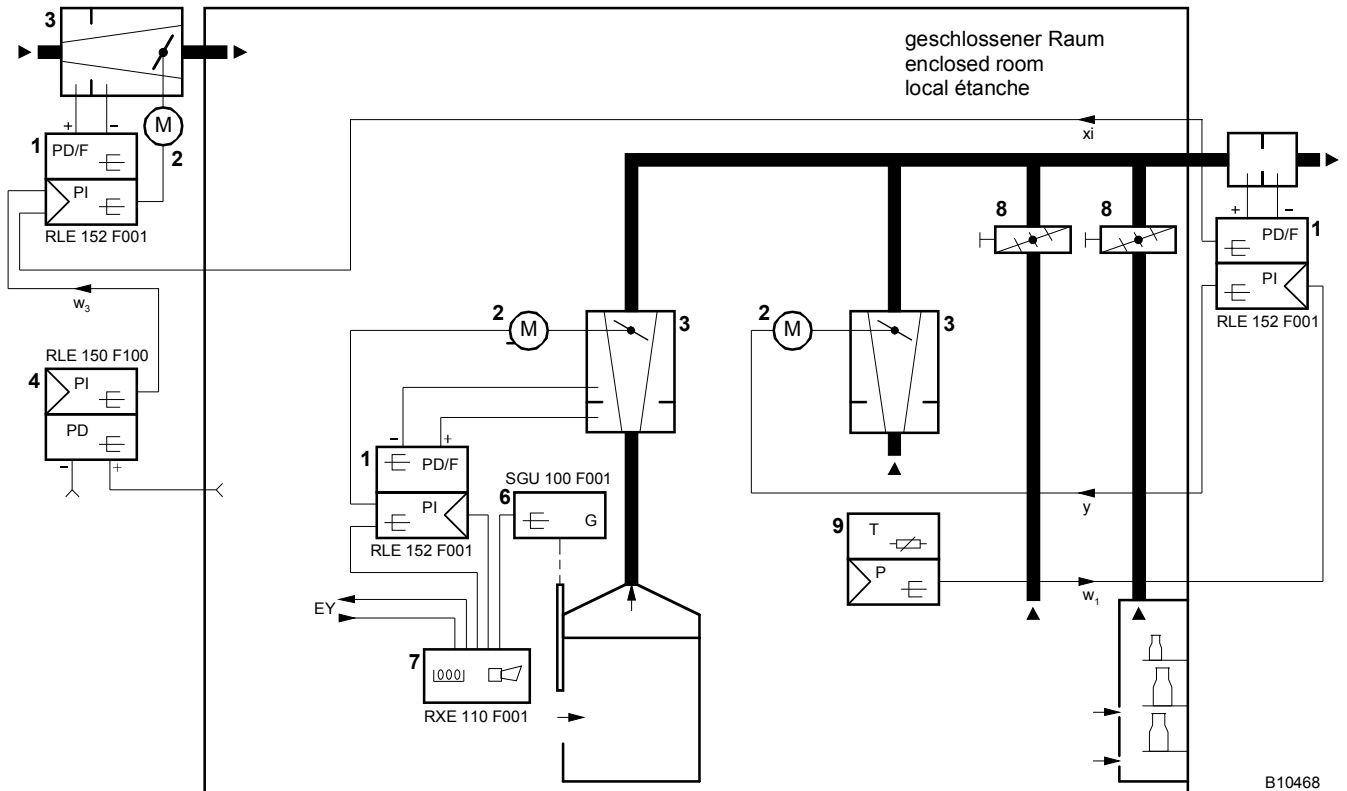 3
geschlossener Raum
enclosed room
local étanche
+ − M
1 PD/F 2
PI
RLE 152 F001
xi
8 8
+ −
PD/F 1
PI
RLE 152 F001
w3
RLE 150 F100
4 PI
PD
− +
2 M 3
2 M 3
− +
1 PD/F
PI
RLE 152 F001
SGU 100 F001
6 G
y
9 T
P
w1
EY
7
RXE 110 F001
B10468